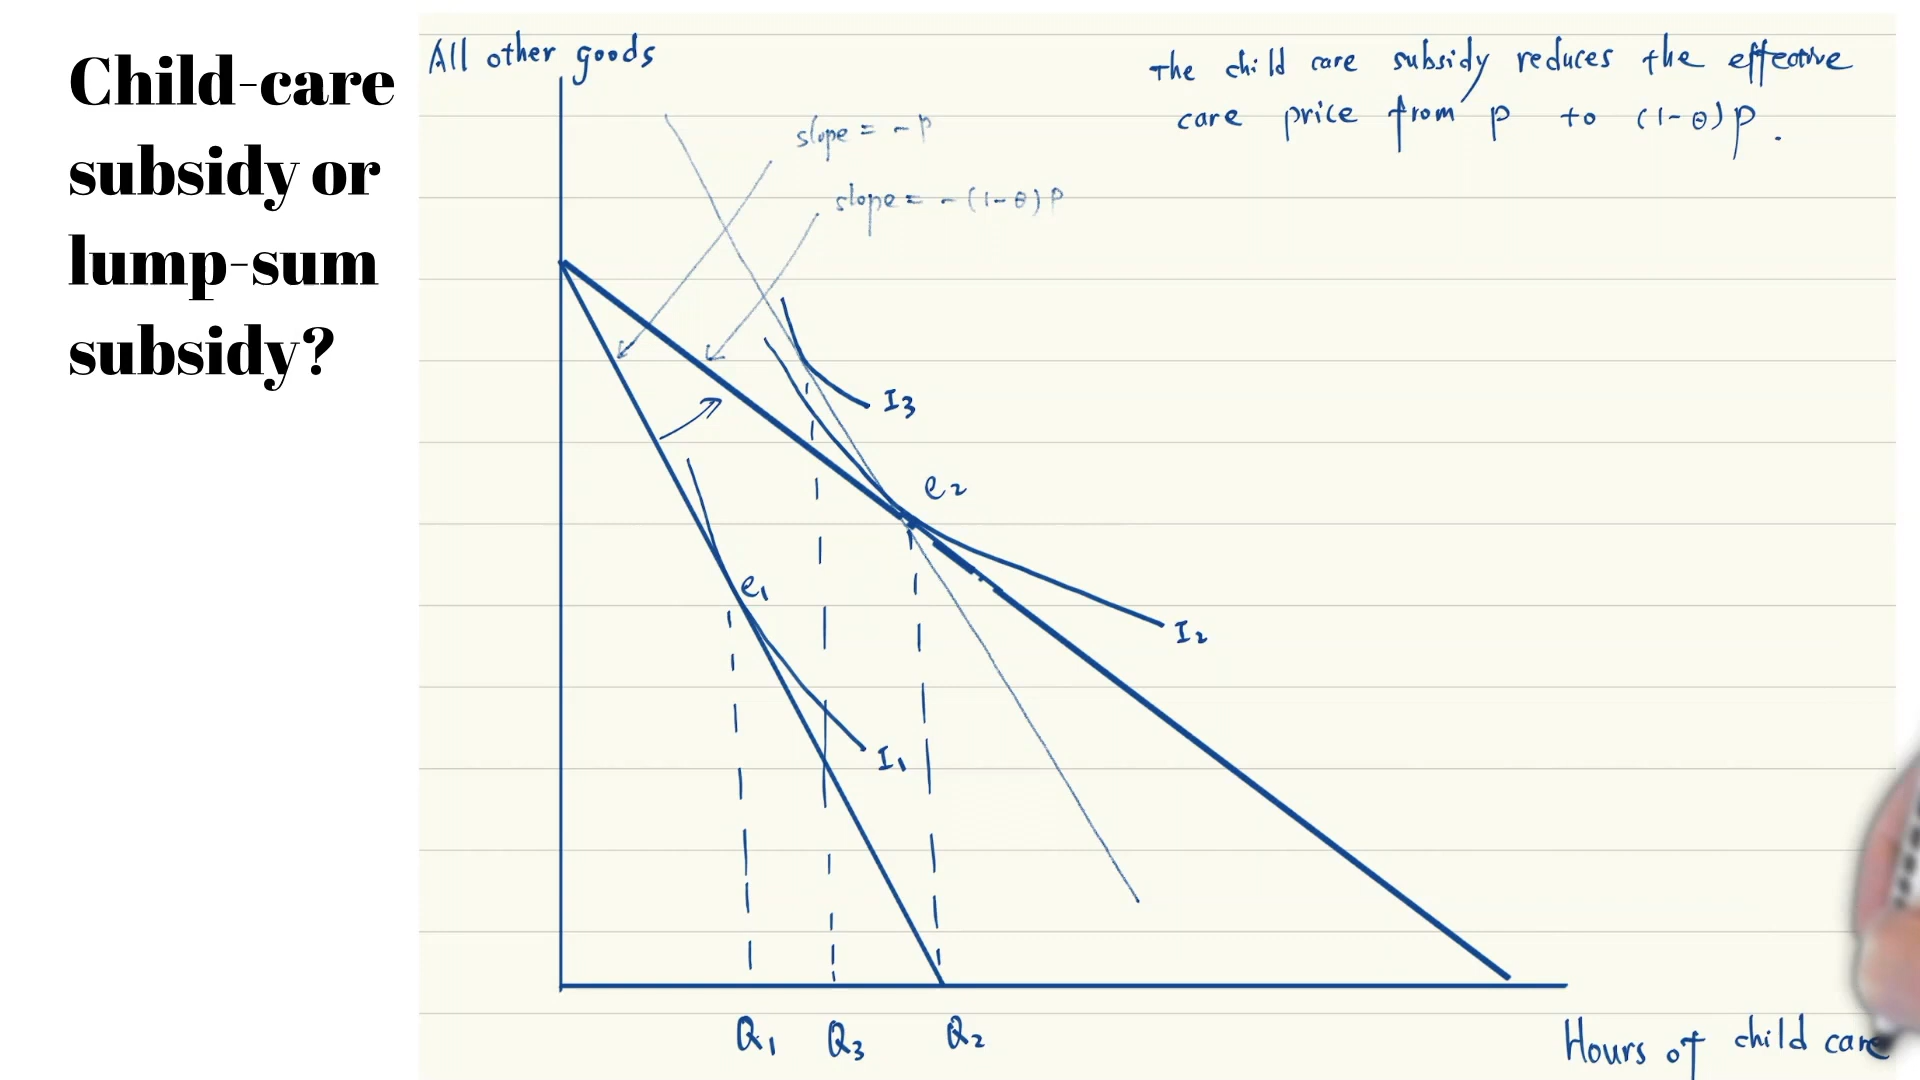 Child-care
subsidy or
lump-sum
subsidy?
All other goods
The child care subsidy reduces the effective
care price from p to (1-θ)p.
slope = -p
slope = -(1-θ)p
I3
e2
e1
I2
I1
Q1 Q3 Q2
Hours of child care